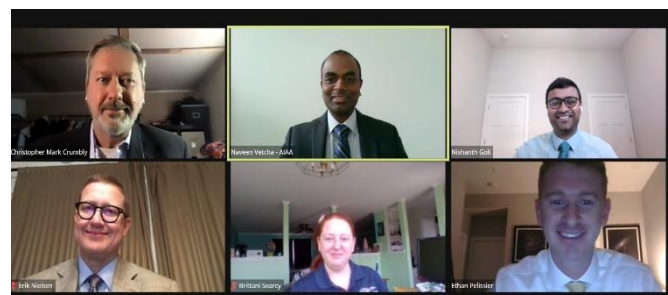 Christopher Mark Crumbly
Naveen Vetcha - AIAA
Nishanth Goli
Erik Nielsen
Brittani Searcy
Ethan Pelissier